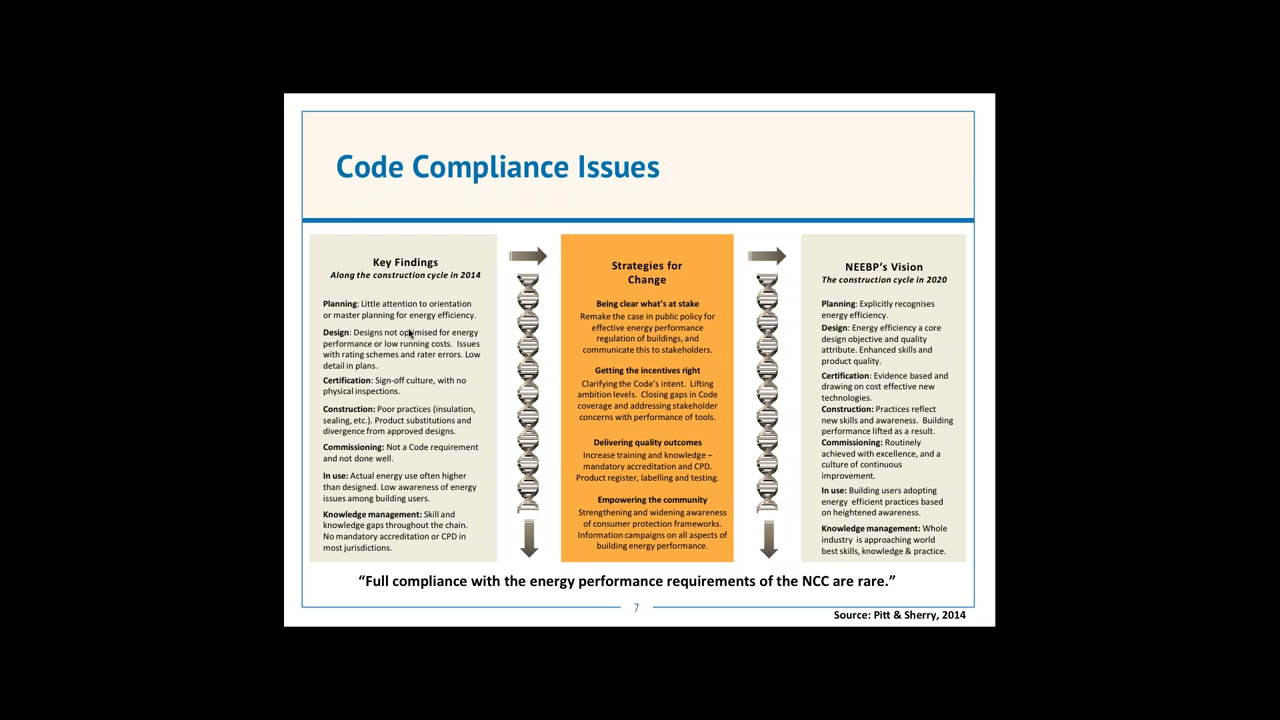 Code Compliance Issues
Key Findings
Along the construction cycle in 2014
Planning: Little attention to orientation
or master planning for energy efficiency.
Design: Designs not optimised for energy
performance or low running costs. Issues
with rating schemes and rater errors. Low
detail in plans.
Certification: Sign-off culture, with no
physical inspections.
Construction: Poor practices (insulation,
sealing, etc.). Product substitutions and
divergence from approved designs.
Commissioning: Not a Code requirement
and not done well.
In use: Actual energy use often higher
than designed. Low awareness of energy
issues among building users.
Knowledge management: Skill and
knowledge gaps throughout the chain.
No mandatory accreditation or CPD in
most jurisdictions.
Strategies for
Change
Being clear what's at stake
Remake the case in public policy for
effective energy performance
regulation of buildings, and
communicate this to stakeholders.
Getting the incentives right
Clarifying the Code's intent. Lifting
ambition levels. Closing gaps in Code
coverage and addressing stakeholder
concerns with performance of tools.
Delivering quality outcomes
Increase training and knowledge –
mandatory accreditation and CPD.
Product register, labelling and testing.
Empowering the community
Strengthening and widening awareness
of consumer protection frameworks.
Information campaigns on all aspects of
building energy performance.
NEEBP's Vision
The construction cycle in 2020
Planning: Explicitly recognises
energy efficiency.
Design: Energy efficiency a core
design objective and quality
attribute. Enhanced skills and
product quality.
Certification: Evidence based and
drawing on cost effective new
technologies.
Construction: Practices reflect
new skills and awareness. Building
performance lifted as a result.
Commissioning: Routinely
achieved with excellence, and a
culture of continuous
improvement.
In use: Building users adopting
energy efficient practices based
on heightened awareness.
Knowledge management: Whole
industry is approaching world
best skills, knowledge & practice.
“Full compliance with the energy performance requirements of the NCC are rare.”
7
Source: Pitt & Sherry, 2014